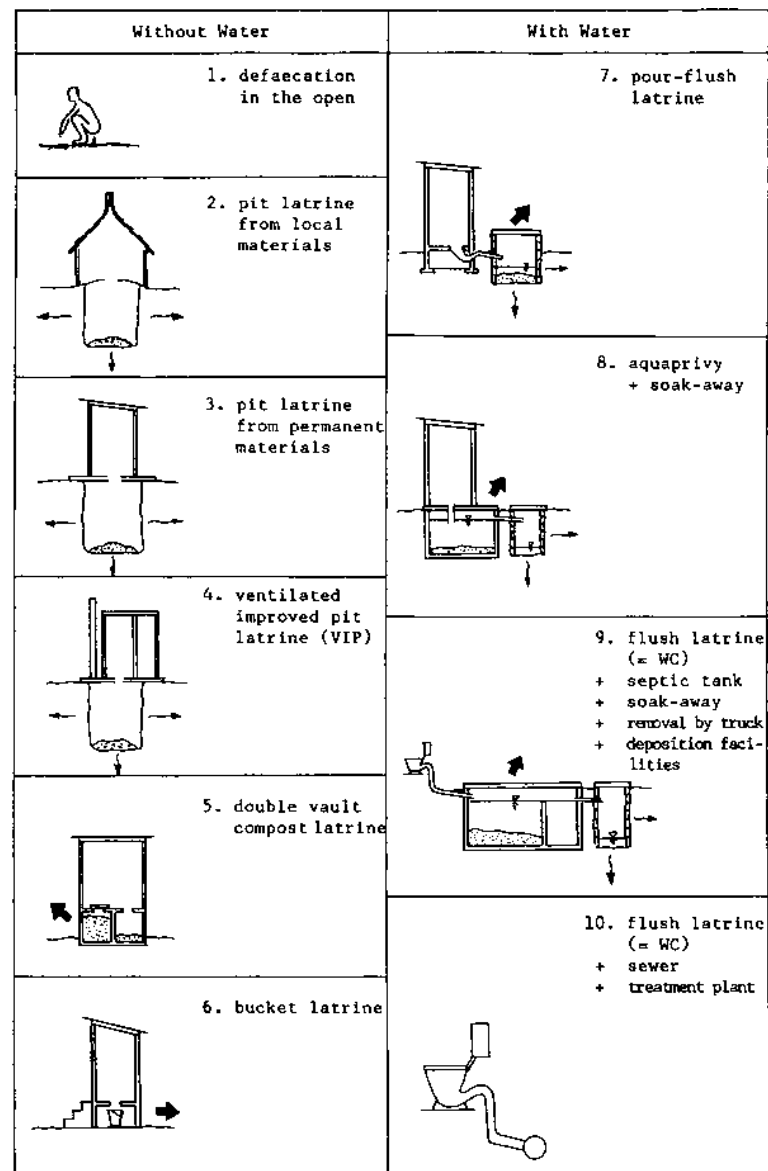 Without Water
1. defaecation
in the open
2. pit latrine
from local
materials
3. pit latrine
from permanent
materials
4. ventilated
improved pit
latrine (VIP)
5. double vault
compost latrine
6. bucket latrine
With Water
7. pour-flush
latrine
8. aquaprivy
+ soak-away
9. flush latrine
(= WC)
+ septic tank
+ soak-away
+ removal by truck
+ deposition faci-
lities
10. flush latrine
(= WC)
+ sewer
+ treatment plant